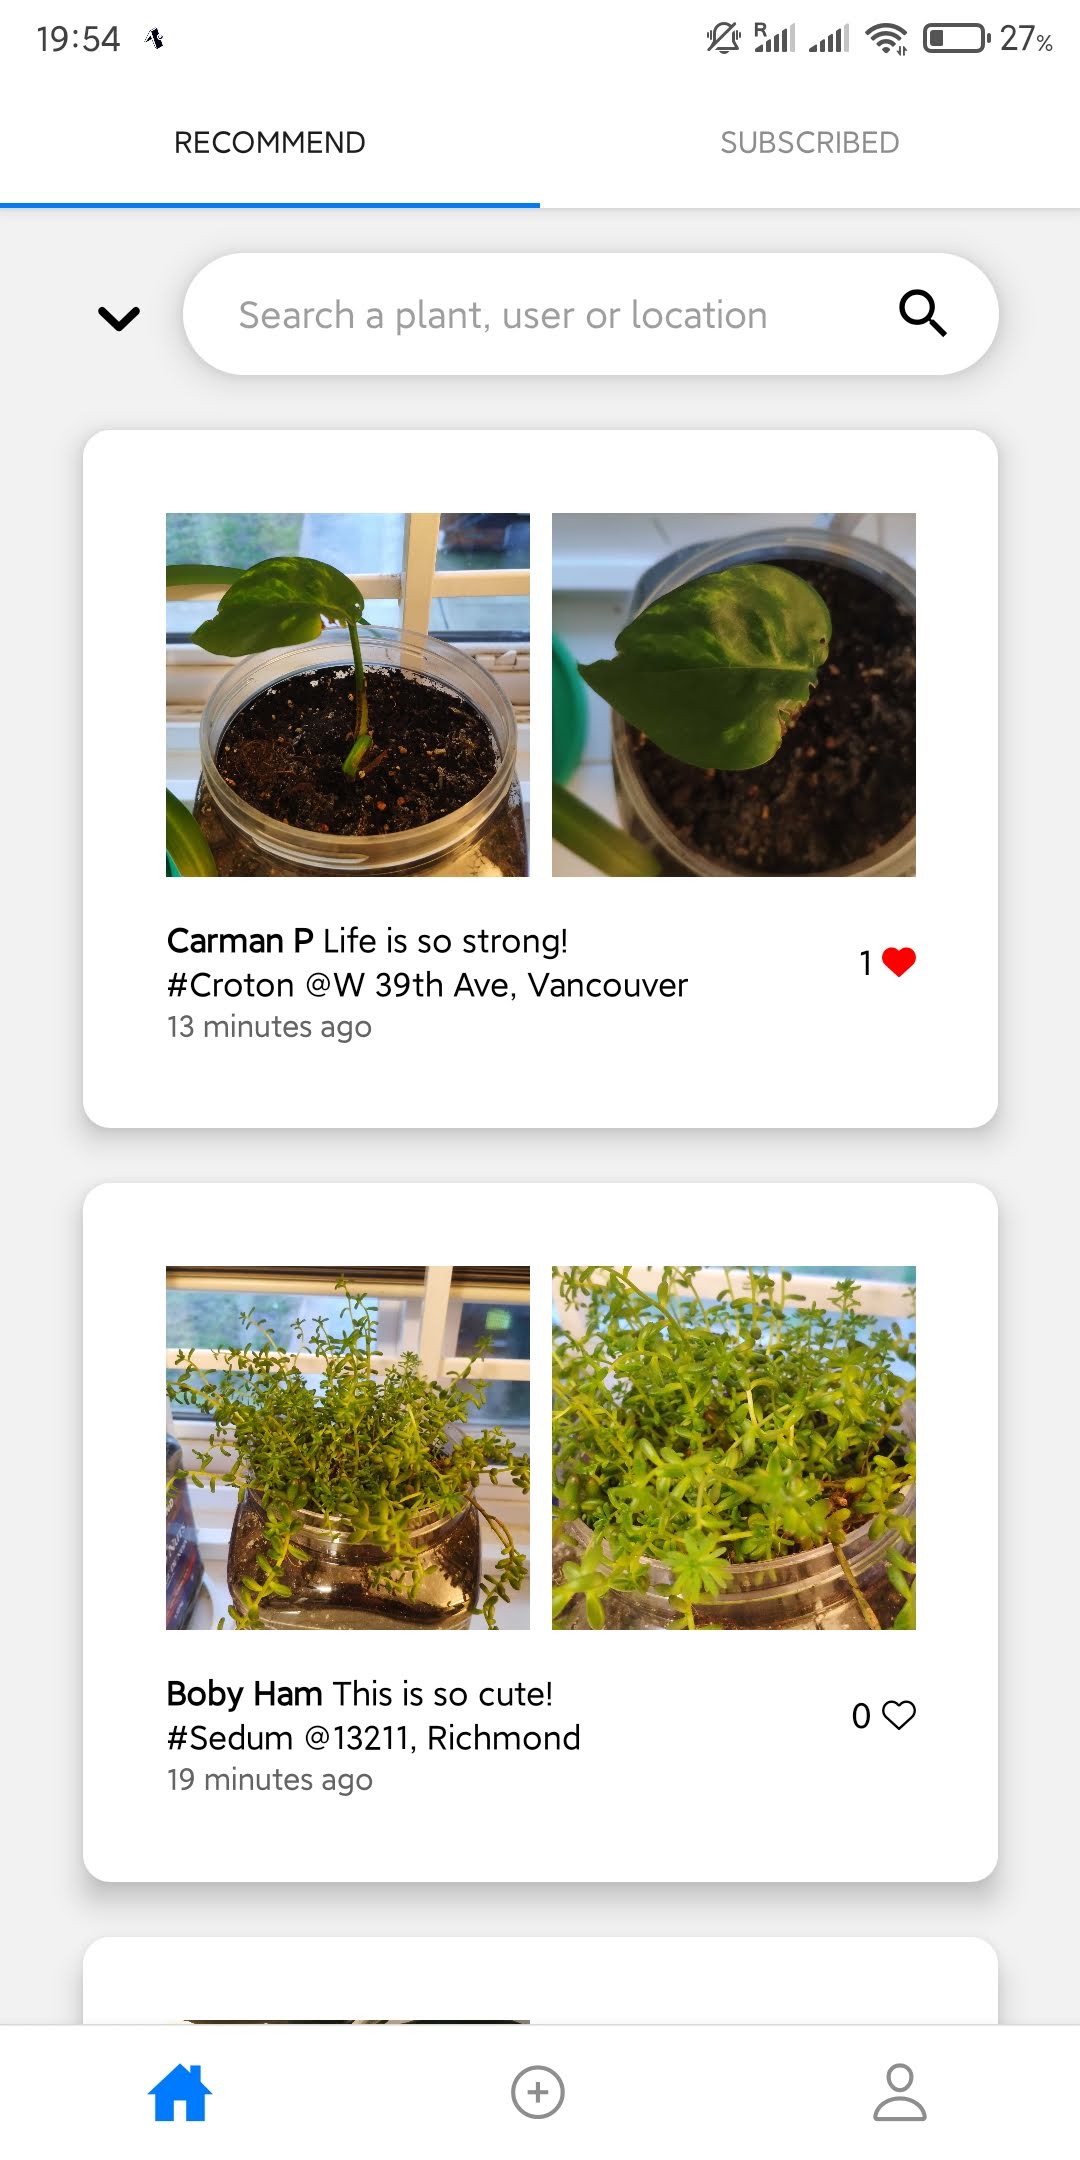 19:54
R
27%
RECOMMEND
SUBSCRIBED
Search a plant, user or location
Carman P Life is so strong!
#Croton @W 39th Ave, Vancouver
13 minutes ago
1
Boby Ham This is so cute!
#Sedum @13211, Richmond
19 minutes ago
0